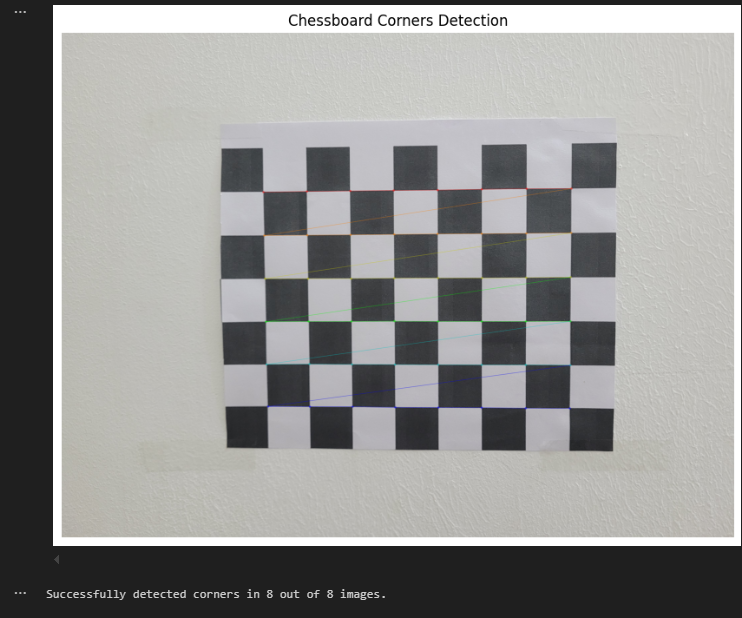 Chessboard Corners Detection
Successfully detected corners in 8 out of 8 images.